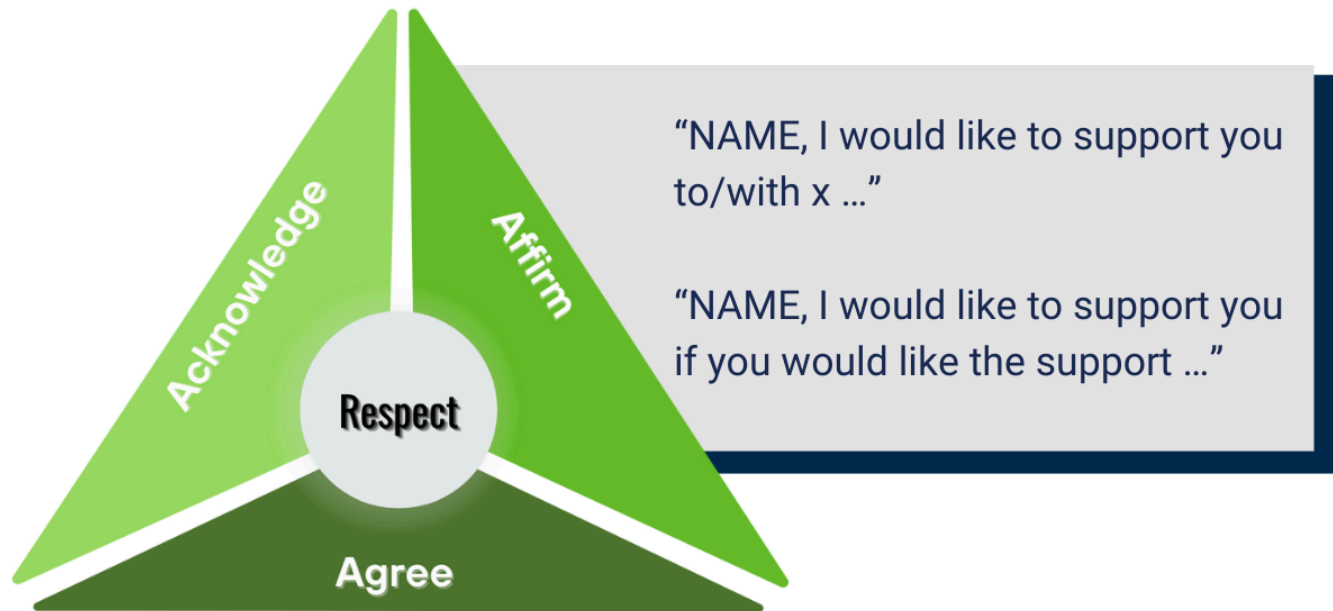 Acknowledge
Affirm
Respect
Agree
“NAME, I would like to support you
to/with x …”
“NAME, I would like to support you
if you would like the support …”